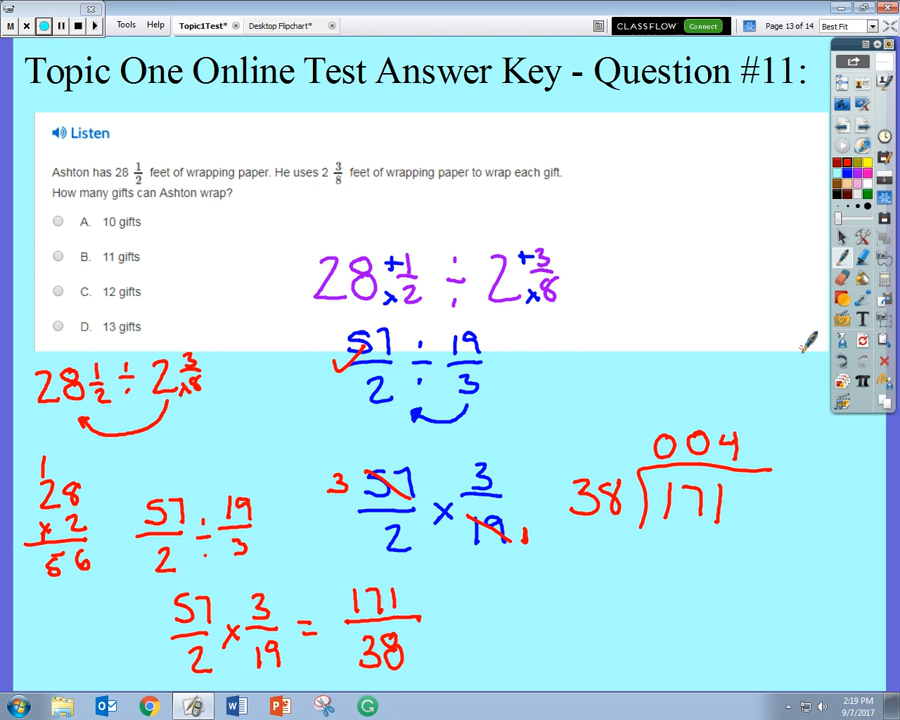 Tools Help Topic1Test* Desktop Flipchart* CLASSFLOW Connect Page 13 of 14 Best Fit
Topic One Online Test Answer Key - Question #11:
Listen
Ashton has 28 1/2 feet of wrapping paper. He uses 2 3/8 feet of wrapping paper to wrap each gift.
How many gifts can Ashton wrap?
A. 10 gifts
B. 11 gifts
C. 12 gifts
D. 13 gifts
28 + 1/2 × ÷ 2 + 3/8 ×
57/2 ÷ 19/3
28 1/2 ÷ 2 3/8 ×
1
28
× 2
56
57/2 ÷ 19/3
3 57/2 × 3/19 1
004
38 171
57/2 × 3/19 = 171/38
2:19 PM
9/7/2017